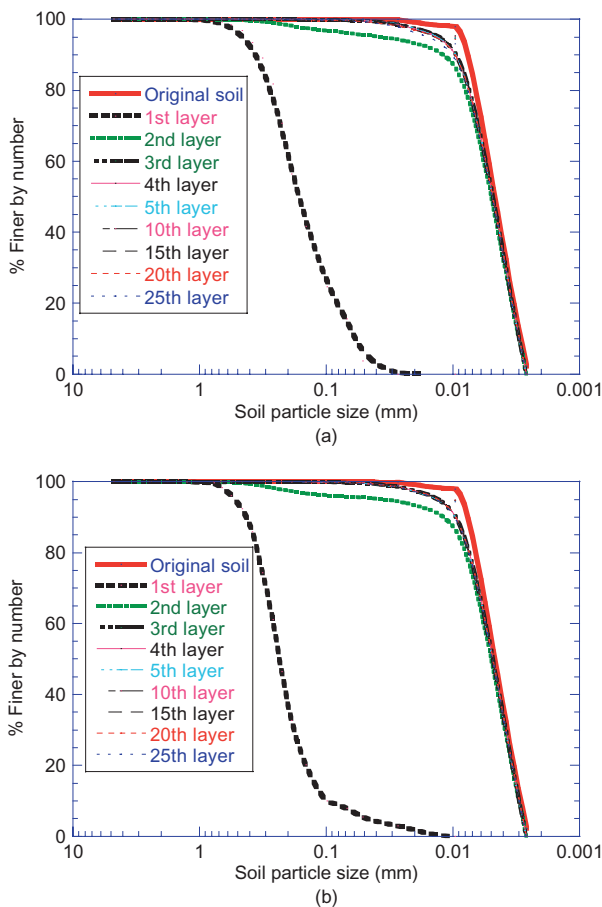 100
80
60
40
20
0
% Finer by number
Original soil
1st layer
2nd layer
3rd layer
4th layer
5th layer
10th layer
15th layer
20th layer
25th layer
10 1 0.1 0.01 0.001
Soil particle size (mm)
(a)
100
80
60
40
20
0
% Finer by number
Original soil
1st layer
2nd layer
3rd layer
4th layer
5th layer
10th layer
15th layer
20th layer
25th layer
10 1 0.1 0.01 0.001
Soil particle size (mm)
(b)